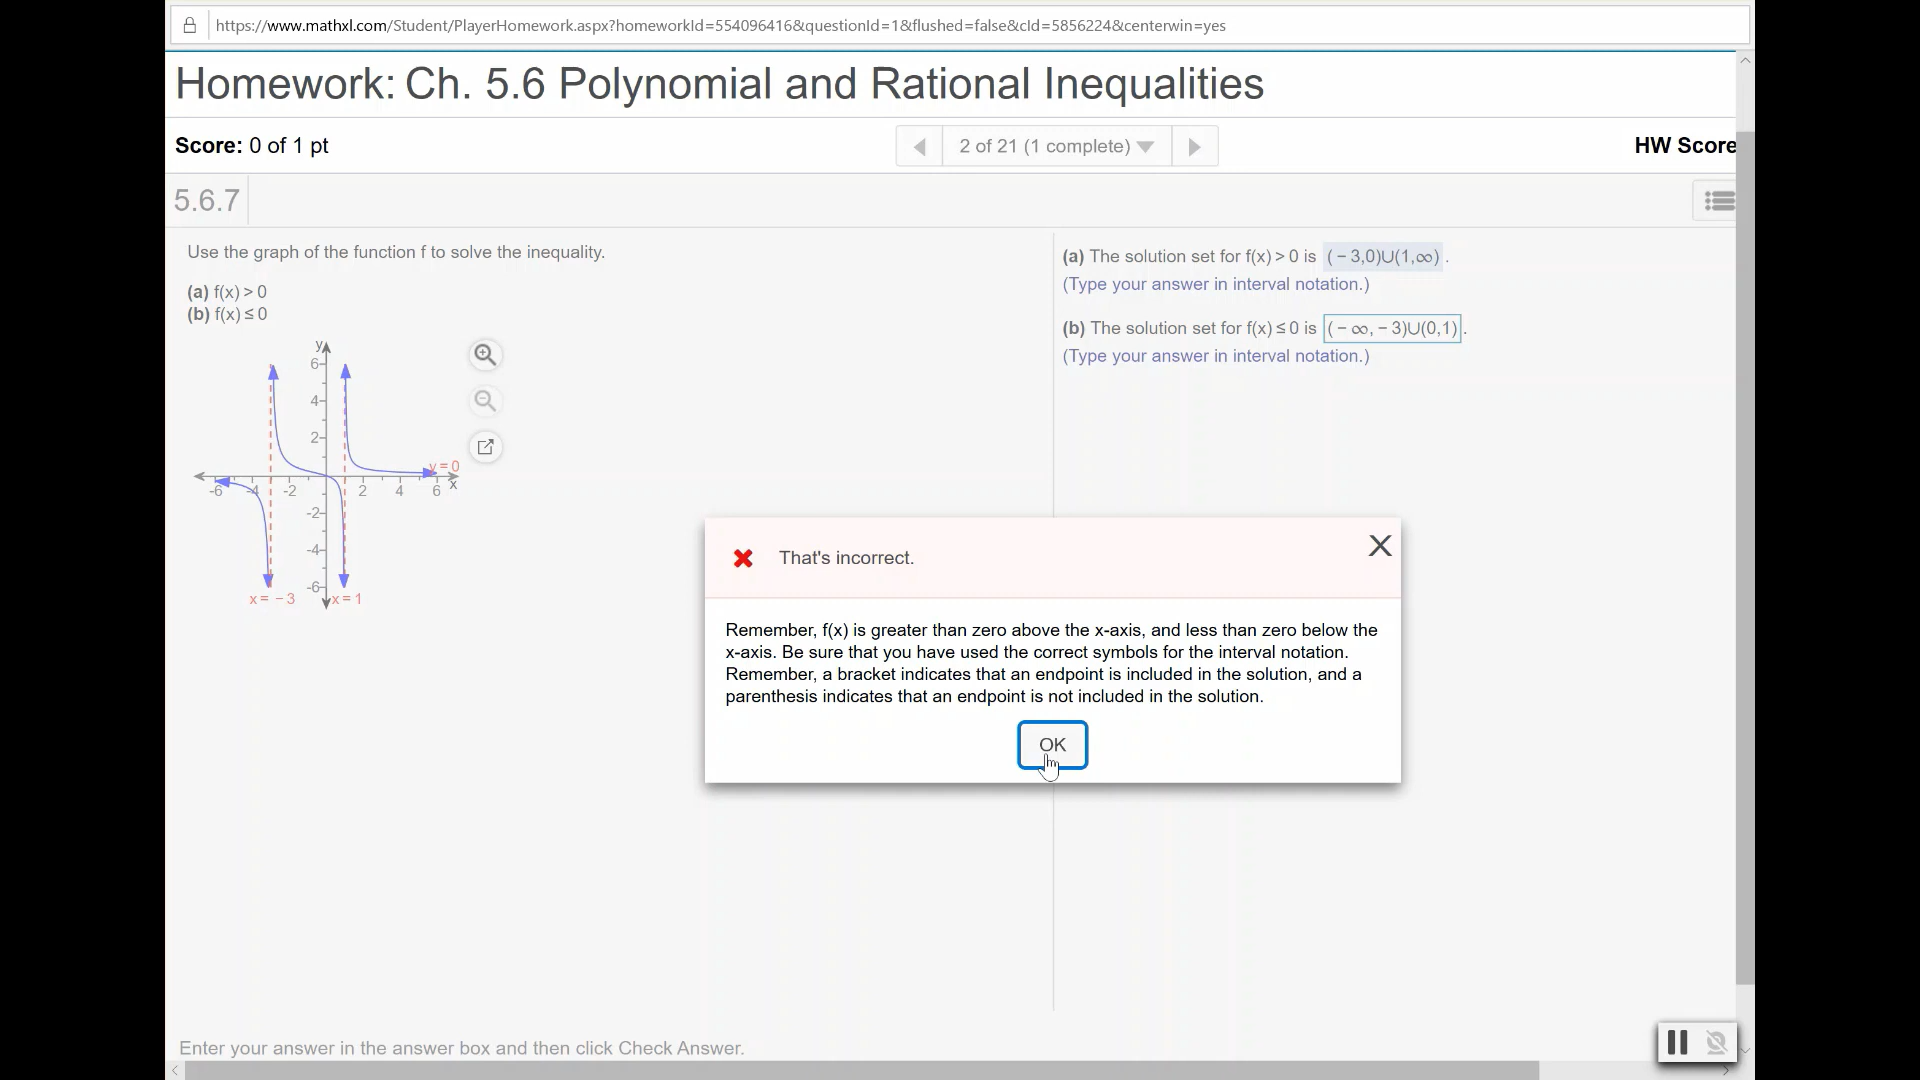 https://www.mathxl.com/Student/PlayerHomework.aspx?homeworkId=554096416&questionId=1&flushed=false&cId=5856224&centerwin=yes
Homework: Ch. 5.6 Polynomial and Rational Inequalities
Score: 0 of 1 pt
2 of 21 (1 complete)
HW Score
5.6.7
Use the graph of the function f to solve the inequality.
(a) f(x) > 0
(b) f(x) ≤ 0
y
6
4
2
y = 0
-6 -4 -2 2 4 6 x
-2
-4
-6
x = −3 x = 1
(a) The solution set for f(x) > 0 is (−3,0)∪(1,∞) .
(Type your answer in interval notation.)
(b) The solution set for f(x) ≤ 0 is (−∞,−3)∪(0,1) .
(Type your answer in interval notation.)
That's incorrect.
Remember, f(x) is greater than zero above the x-axis, and less than zero below the
x-axis. Be sure that you have used the correct symbols for the interval notation.
Remember, a bracket indicates that an endpoint is included in the solution, and a
parenthesis indicates that an endpoint is not included in the solution.
OK
Enter your answer in the answer box and then click Check Answer.